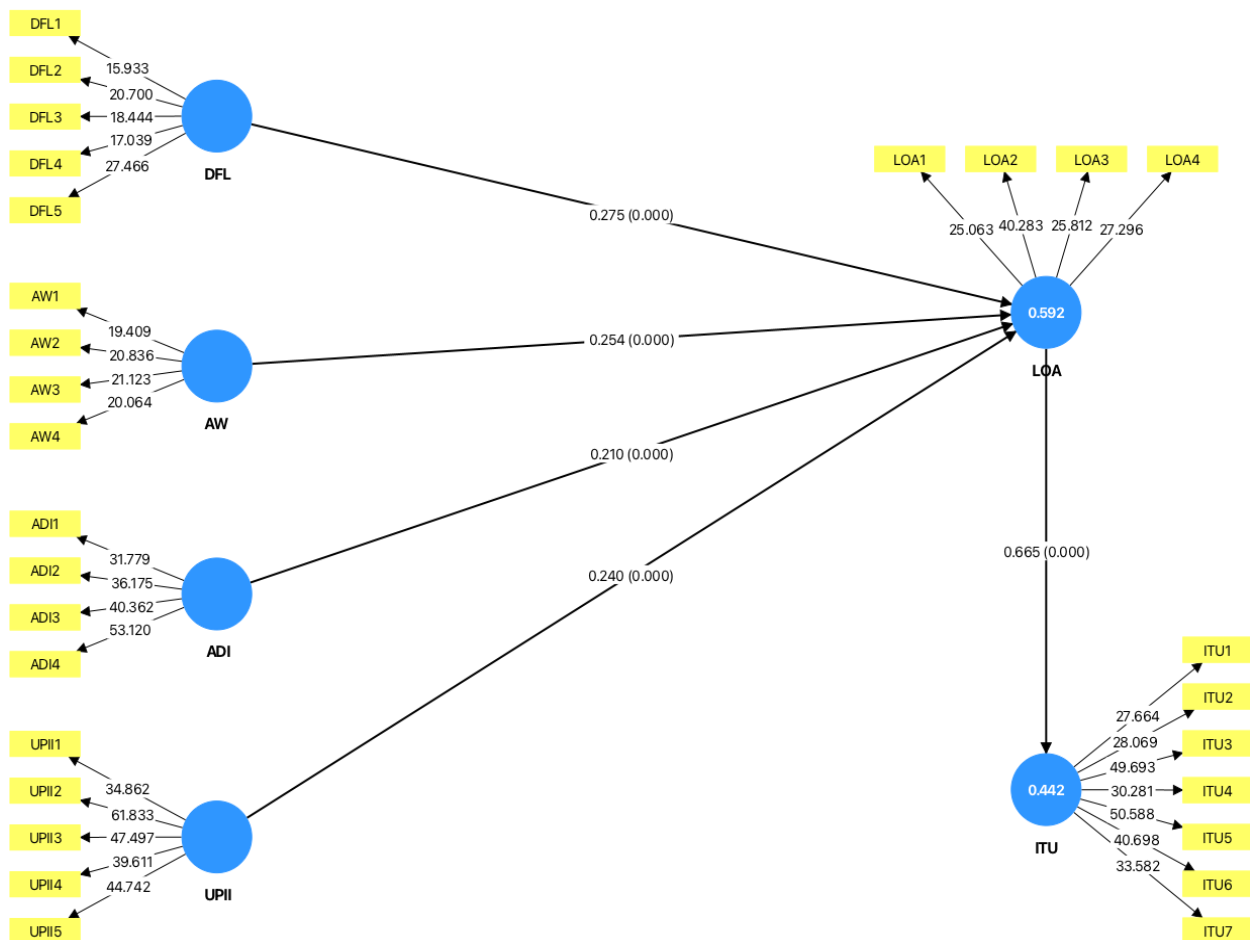 DFL1
DFL2
DFL3
DFL4
DFL5
15.933
20.700
18.444
17.039
27.466
DFL
AW1
AW2
AW3
AW4
19.409
20.836
21.123
20.064
AW
ADI1
ADI2
ADI3
ADI4
31.779
36.175
40.362
53.120
ADI
UPII1
UPII2
UPII3
UPII4
UPII5
34.862
61.833
47.497
39.611
44.742
UPII
0.275 (0.000)
0.254 (0.000)
0.210 (0.000)
0.240 (0.000)
LOA1 LOA2 LOA3 LOA4
25.063 40.283 25.812 27.296
0.592
LOA
0.665 (0.000)
0.442
ITU
27.664
28.069
49.693
30.281
50.588
40.698
33.582
ITU1
ITU2
ITU3
ITU4
ITU5
ITU6
ITU7